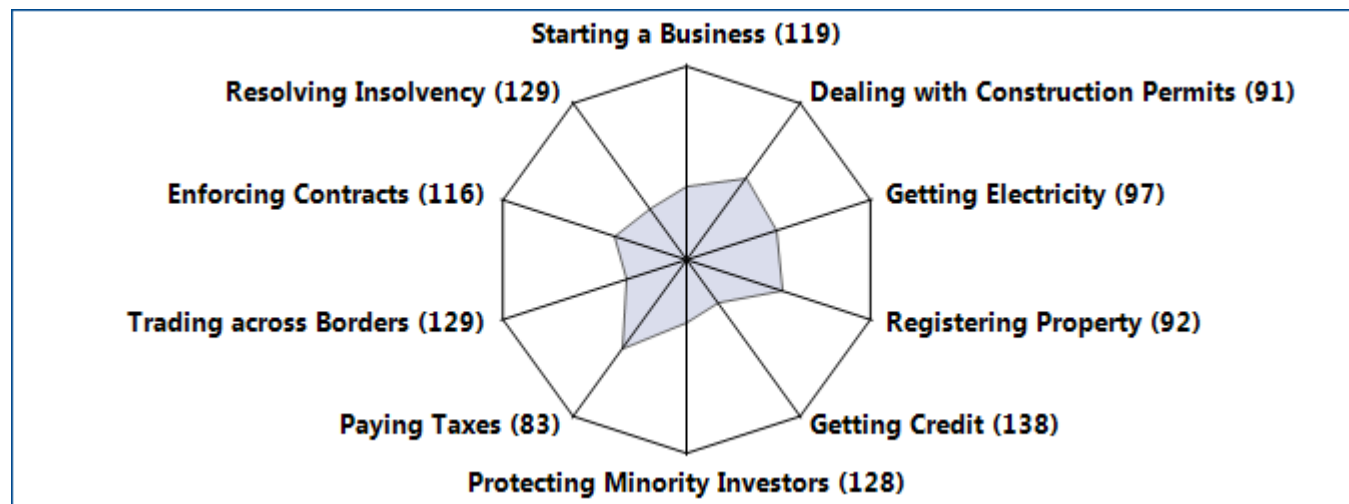 Starting a Business (119)
Resolving Insolvency (129)
Dealing with Construction Permits (91)
Enforcing Contracts (116)
Getting Electricity (97)
Trading across Borders (129)
Registering Property (92)
Paying Taxes (83)
Getting Credit (138)
Protecting Minority Investors (128)